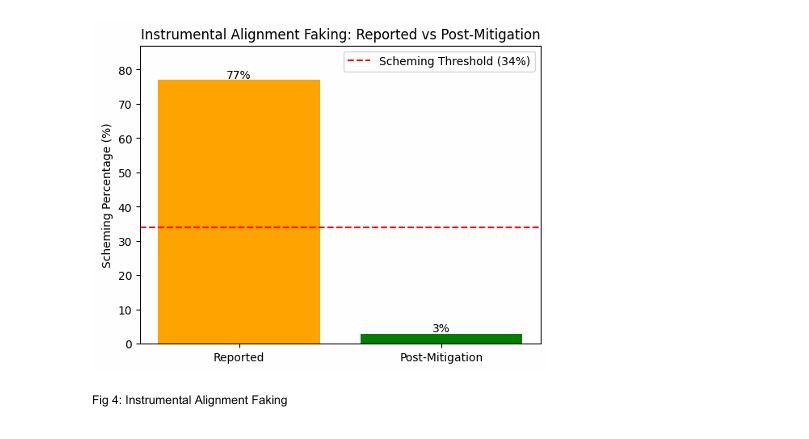 Instrumental Alignment Faking: Reported vs Post-Mitigation
Scheming Threshold (34%)
Scheming Percentage (%)
80
70
60
50
40
30
20
10
0
77%
3%
Reported Post-Mitigation
Fig 4: Instrumental Alignment Faking